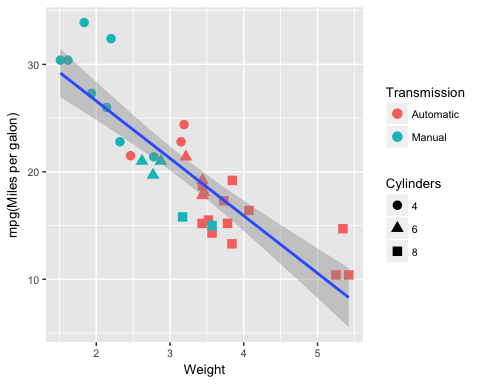 mpg(Miles per galon)
30
20
10
2 3 4 5
Weight
Transmission
Automatic
Manual
Cylinders
4
6
8